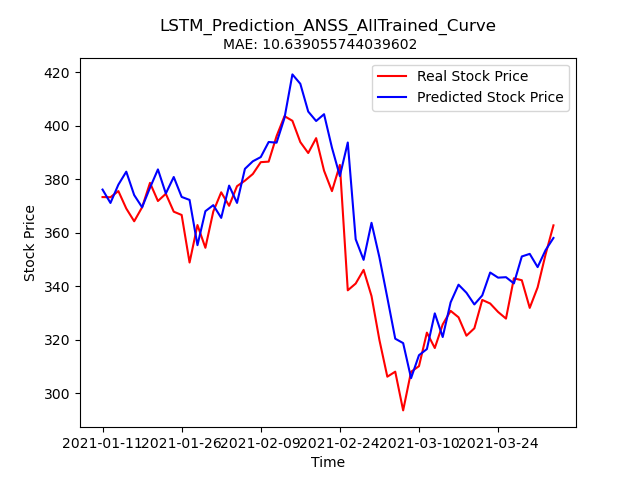 LSTM_Prediction_ANSS_AllTrained_Curve
MAE: 10.639055744039602
Real Stock Price
Predicted Stock Price
420
400
380
360
340
320
300
Stock Price
2021-01-11 2021-01-26 2021-02-09 2021-02-24 2021-03-10 2021-03-24
Time